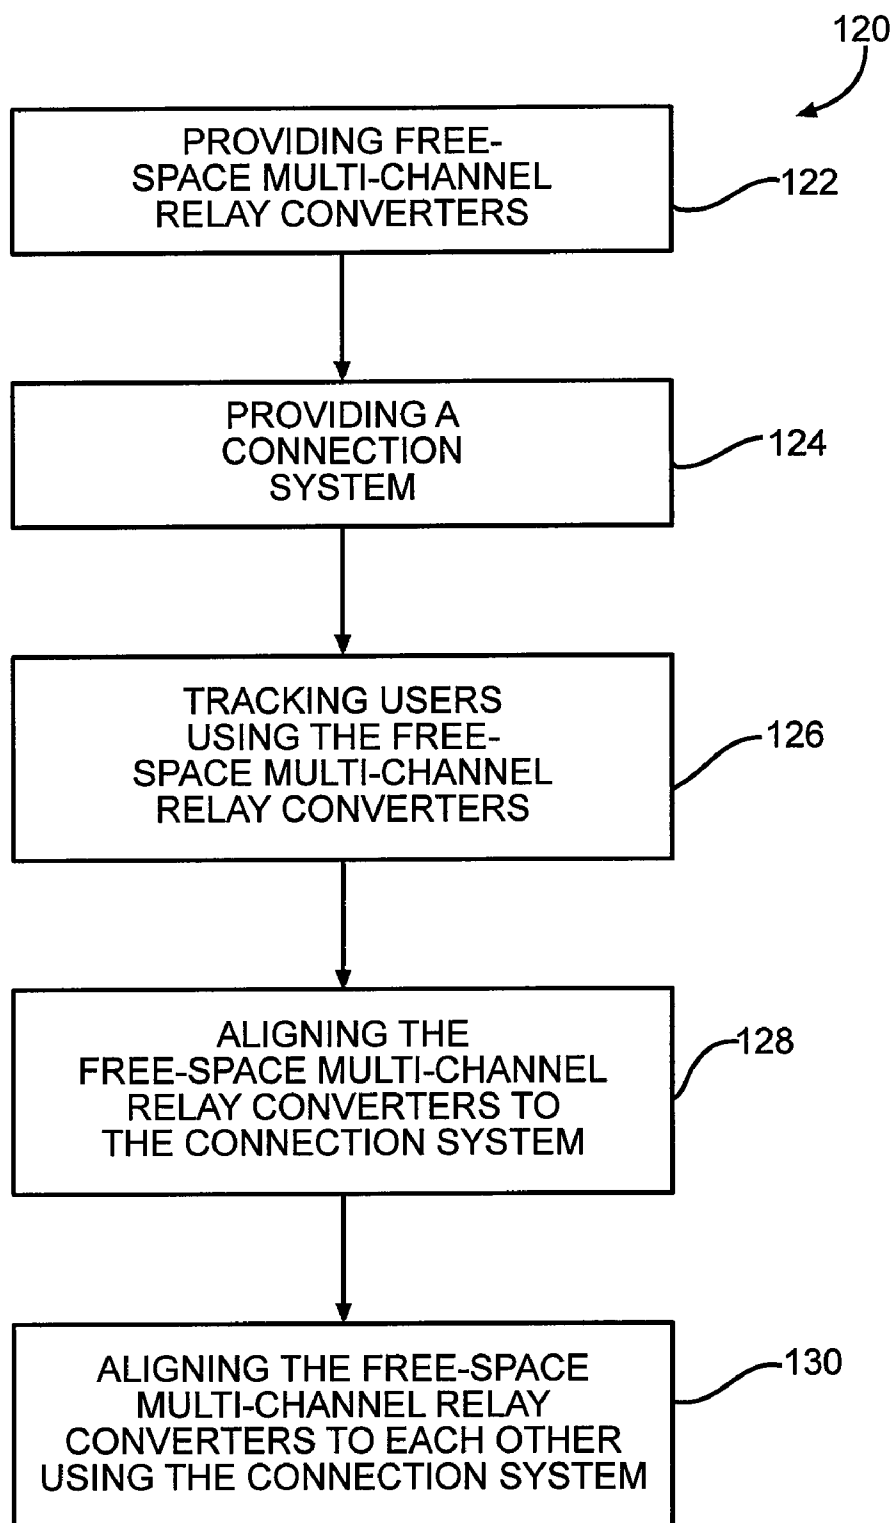 120
PROVIDING FREE-
SPACE MULTI-CHANNEL
RELAY CONVERTERS
122
PROVIDING A
CONNECTION
SYSTEM
124
TRACKING USERS
USING THE FREE-
SPACE MULTI-CHANNEL
RELAY CONVERTERS
126
ALIGNING THE
FREE-SPACE MULTI-CHANNEL
RELAY CONVERTERS TO
THE CONNECTION SYSTEM
128
ALIGNING THE FREE-SPACE
MULTI-CHANNEL RELAY
CONVERTERS TO EACH OTHER
USING THE CONNECTION SYSTEM
130